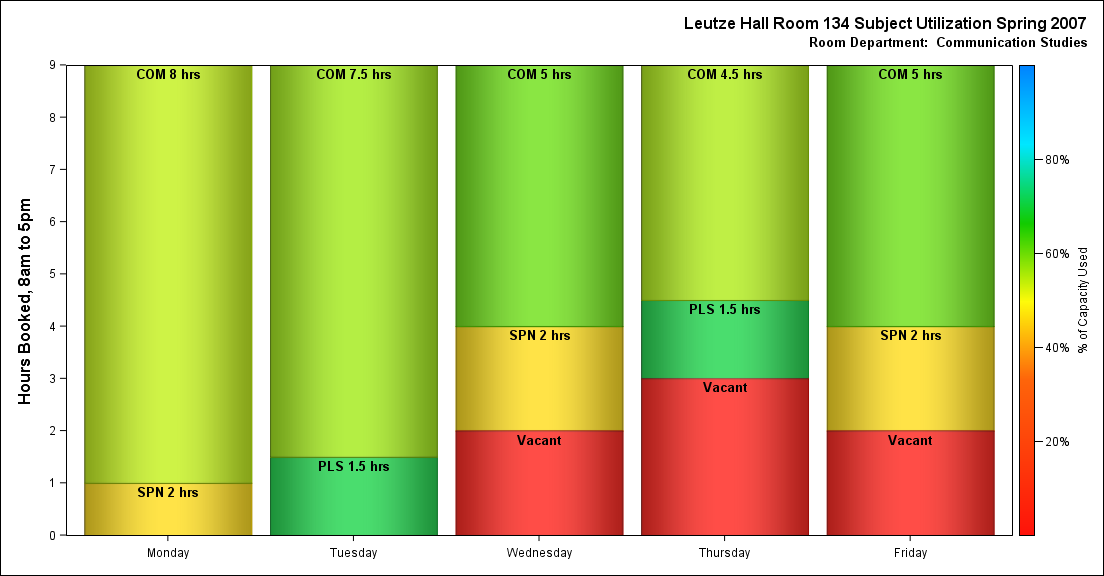 Leutze Hall Room 134 Subject Utilization Spring 2007
Room Department:  Communication Studies
Hours Booked, 8am to 5pm
9
8
7
6
5
4
3
2
1
0
COM 8 hrs
SPN 2 hrs
COM 7.5 hrs
PLS 1.5 hrs
COM 5 hrs
SPN 2 hrs
Vacant
COM 4.5 hrs
PLS 1.5 hrs
Vacant
COM 5 hrs
SPN 2 hrs
Vacant
Monday
Tuesday
Wednesday
Thursday
Friday
80%
60%
40%
20%
% of Capacity Used